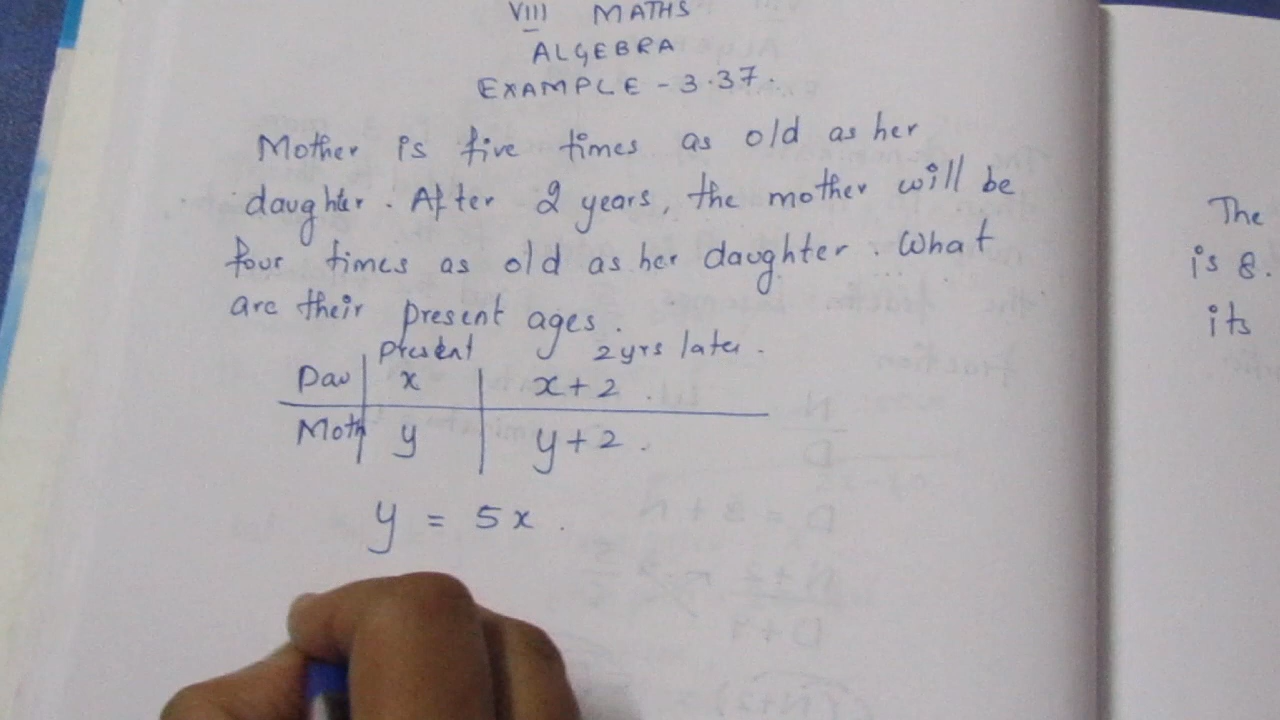 VIII MATHS
ALGEBRA
EXAMPLE - 3.37.
Mother is five times as old as her
daughter. After 2 years, the mother will be
four times as old as her daughter. What
are their present ages.
present 2 yrs later.
Dau x x+2
Moth y y+2.
y = 5x.
The
is 8.
its